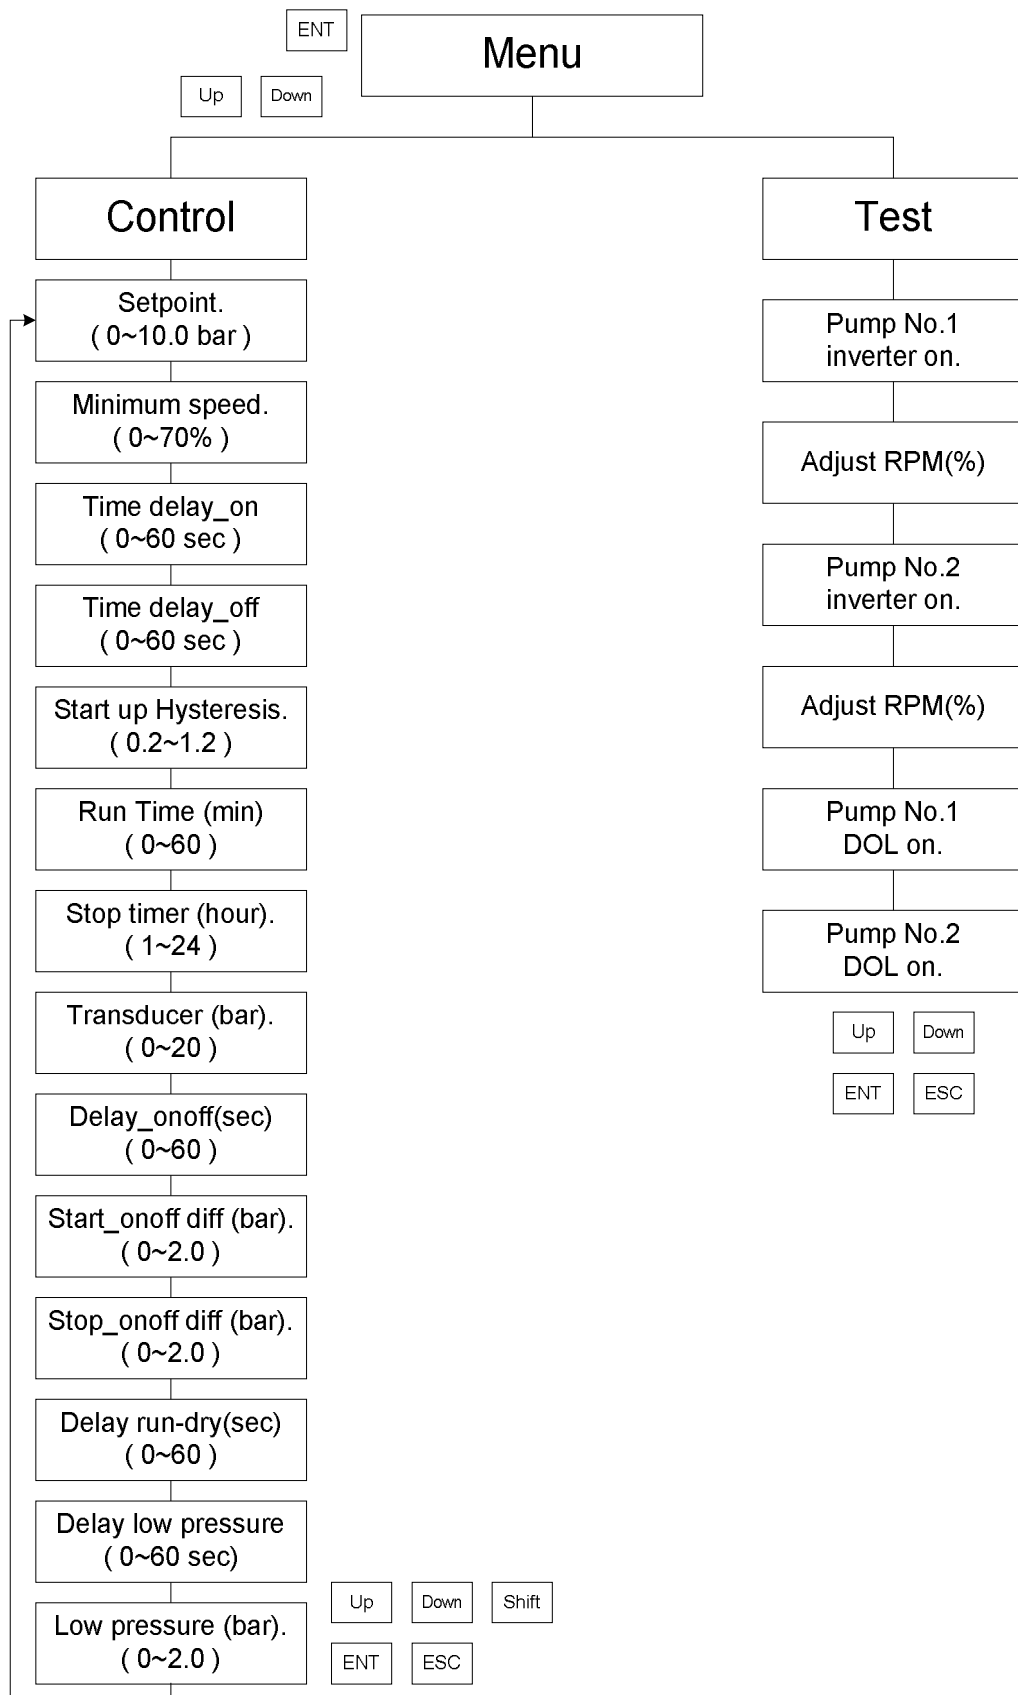 ENT
Menu
Up
Down
Control
Setpoint.
( 0~10.0 bar )
Minimum speed.
( 0~70% )
Time delay_on
( 0~60 sec )
Time delay_off
( 0~60 sec )
Start up Hysteresis.
( 0.2~1.2 )
Run Time (min)
( 0~60 )
Stop timer (hour).
( 1~24 )
Transducer (bar).
( 0~20 )
Delay_onoff(sec)
( 0~60 )
Start_onoff diff (bar).
( 0~2.0 )
Stop_onoff diff (bar).
( 0~2.0 )
Delay run-dry(sec)
( 0~60 )
Delay low pressure
( 0~60 sec)
Low pressure (bar).
( 0~2.0 )
Up
Down
Shift
ENT
ESC
Test
Pump No.1
inverter on.
Adjust RPM(%)
Pump No.2
inverter on.
Adjust RPM(%)
Pump No.1
DOL on.
Pump No.2
DOL on.
Up
Down
ENT
ESC